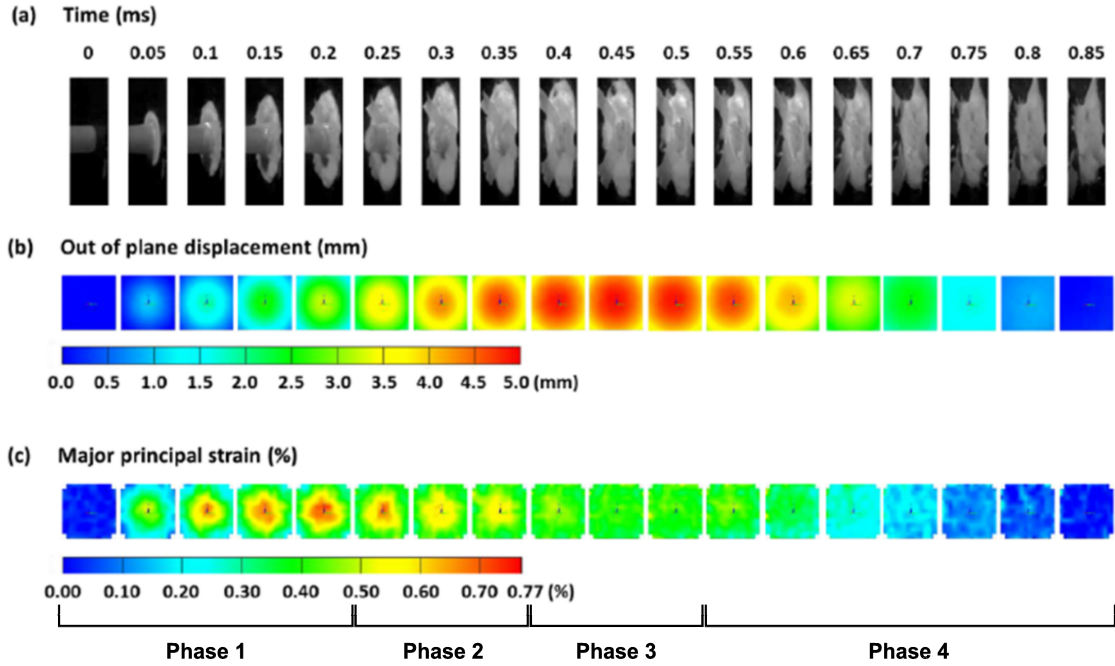 (a) Time (ms)
0 0.05 0.1 0.15 0.2 0.25 0.3 0.35 0.4 0.45 0.5 0.55 0.6 0.65 0.7 0.75 0.8 0.85
(b) Out of plane displacement (mm)
0.0 0.5 1.0 1.5 2.0 2.5 3.0 3.5 4.0 4.5 5.0 (mm)
(c) Major principal strain (%)
0.00 0.10 0.20 0.30 0.40 0.50 0.60 0.70 0.77 (%)
Phase 1 Phase 2 Phase 3 Phase 4